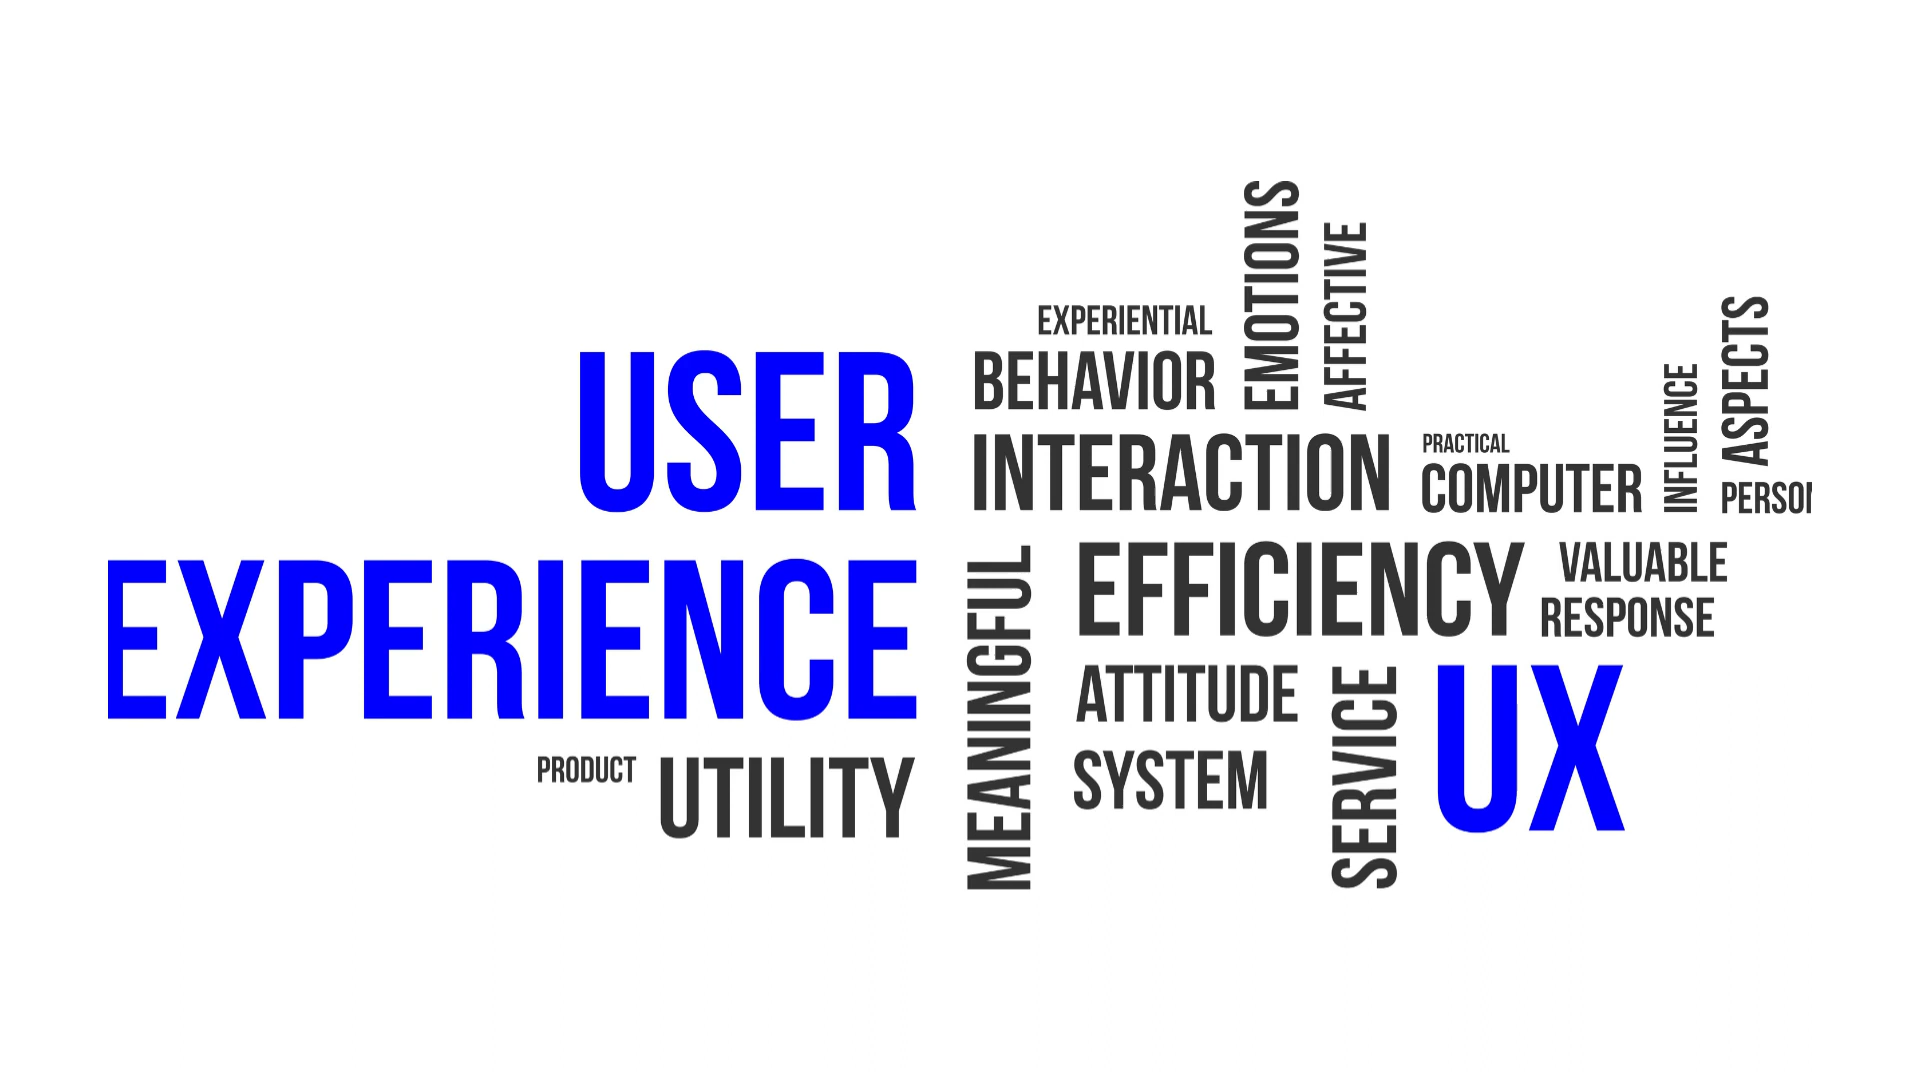 USER
EXPERIENCE
PRODUCT
UTILITY
EXPERIENTIAL
BEHAVIOR
EMOTIONS
AFFECTIVE
INTERACTION
PRACTICAL
COMPUTER
INFLUENCE
ASPECTS
PERSO
MEANINGFUL
EFFICIENCY
VALUABLE
RESPONSE
ATTITUDE
SYSTEM
SERVICE
UX